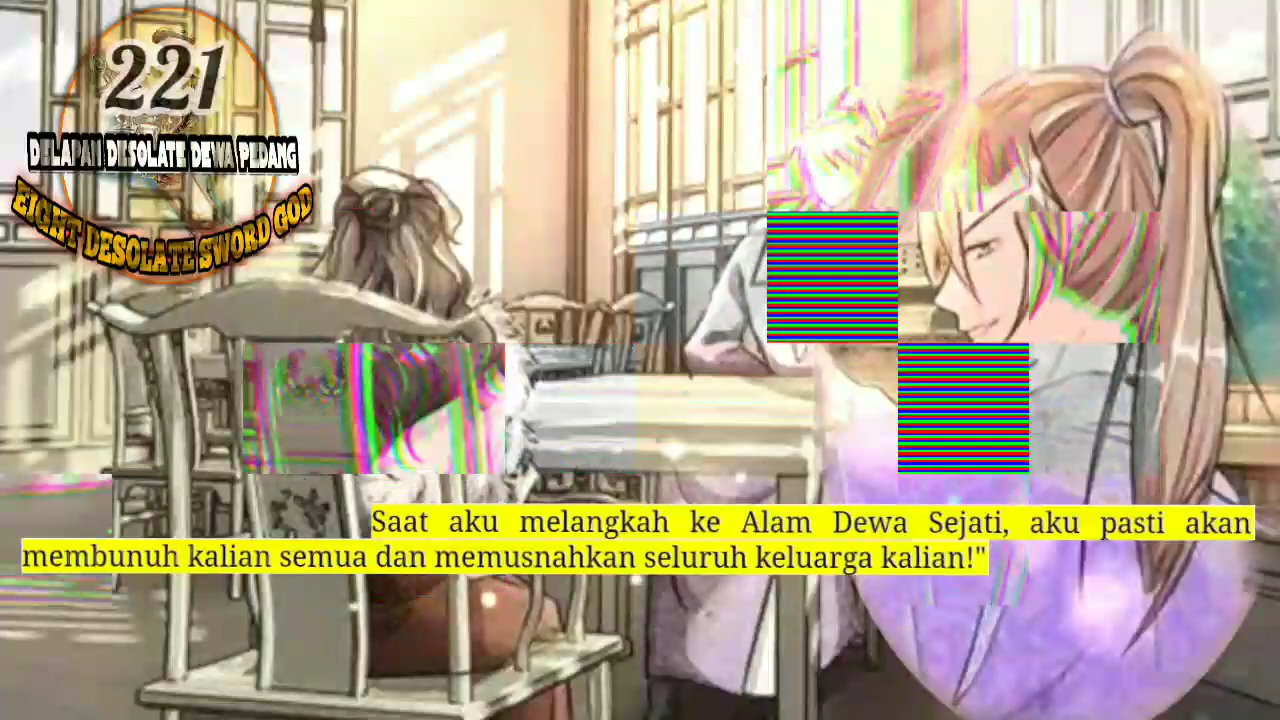 221
DELAPAN DESOLATE DEWA PEDANG
EIGHT DESOLATE SWORD GOD
Saat aku melangkah ke Alam Dewa Sejati, aku pasti akan
membunuh kalian semua dan memusnahkan seluruh keluarga kalian!"